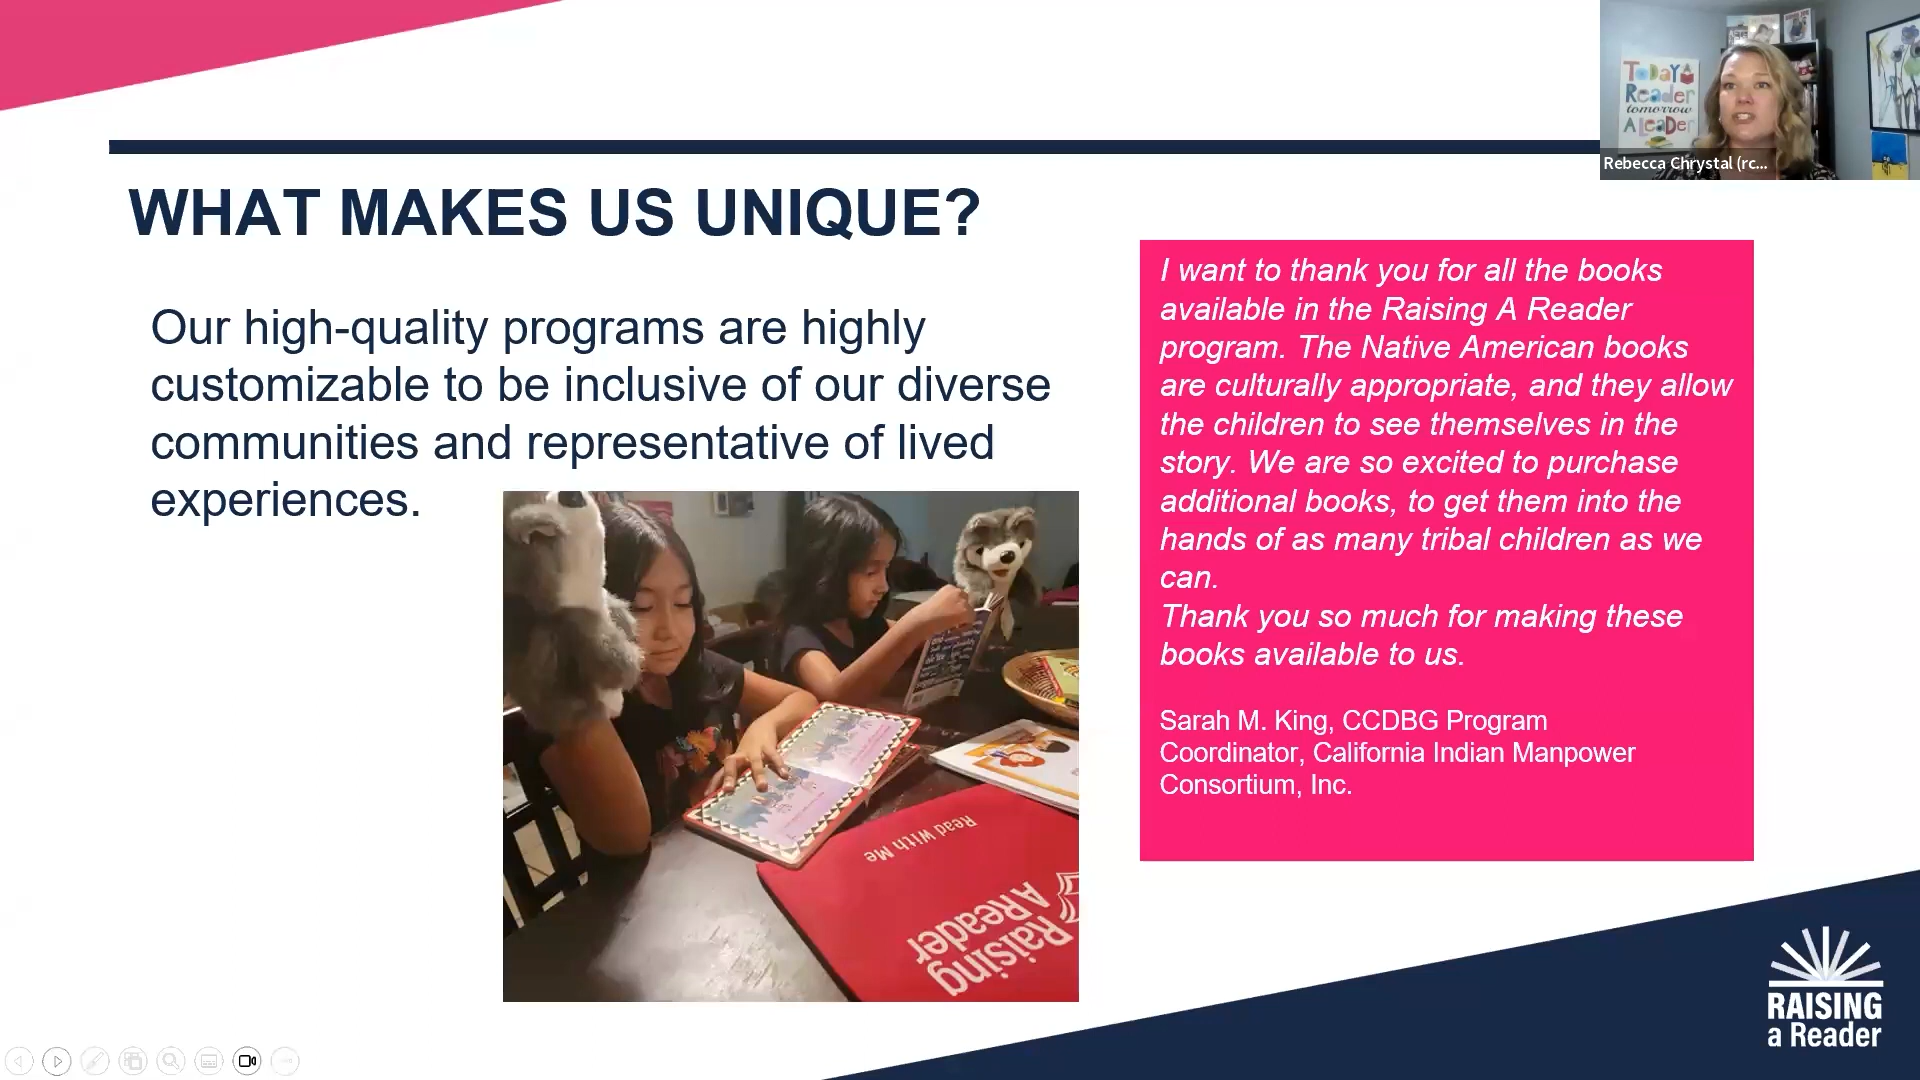 TODAY A
Reader
tomorrow
A LeaDer
Rebecca Chrystal (rc...
WHAT MAKES US UNIQUE?
Our high-quality programs are highly
customizable to be inclusive of our diverse
communities and representative of lived
experiences.
I want to thank you for all the books
available in the Raising A Reader
program. The Native American books
are culturally appropriate, and they allow
the children to see themselves in the
story. We are so excited to purchase
additional books, to get them into the
hands of as many tribal children as we
can.
Thank you so much for making these
books available to us.
Sarah M. King, CCDBG Program
Coordinator, California Indian Manpower
Consortium, Inc.
Read With Me
Raising
A Reader
RAISING
a Reader